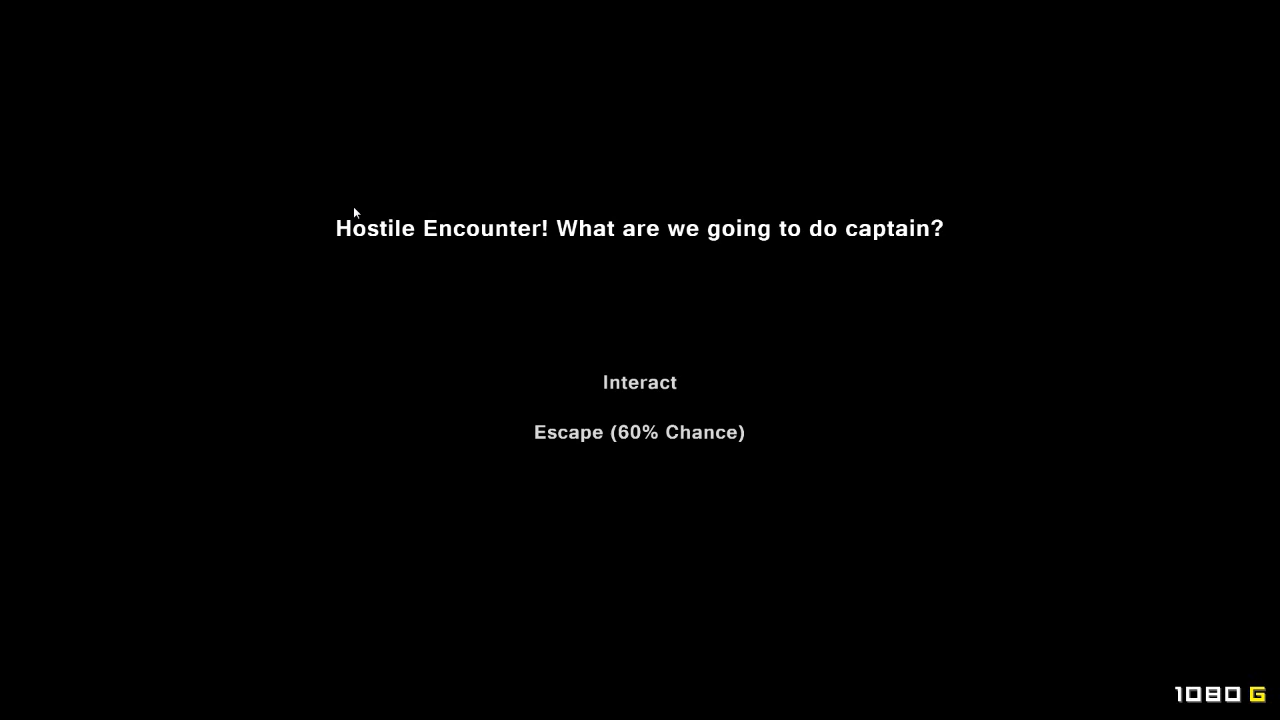 Hostile Encounter! What are we going to do captain?
Interact
Escape (60% Chance)
1080 G